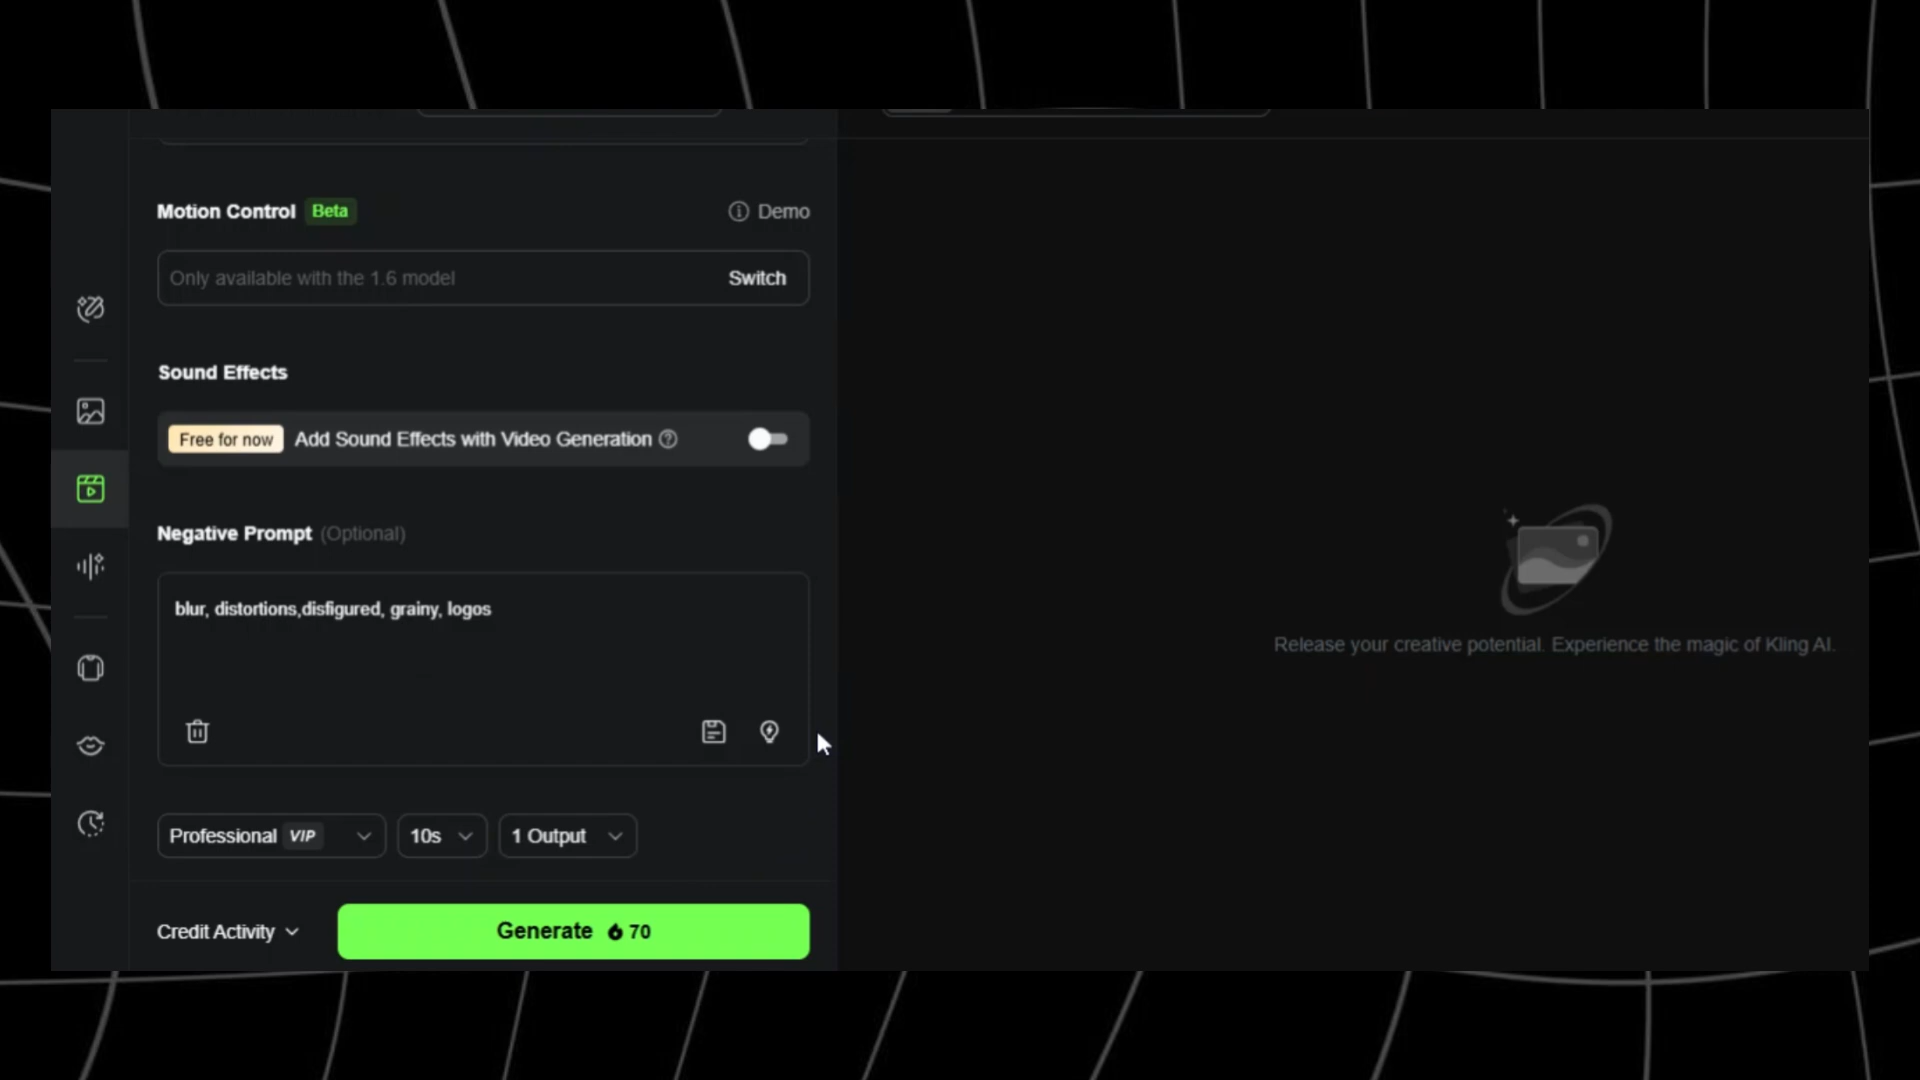 Motion Control Beta
Demo
Only available with the 1.6 model
Switch
Sound Effects
Free for now Add Sound Effects with Video Generation
Negative Prompt (Optional)
blur, distortions,disfigured, grainy, logos
Professional VIP
10s
1 Output
Credit Activity
Generate 70
Release your creative potential. Experience the magic of Kling AI.